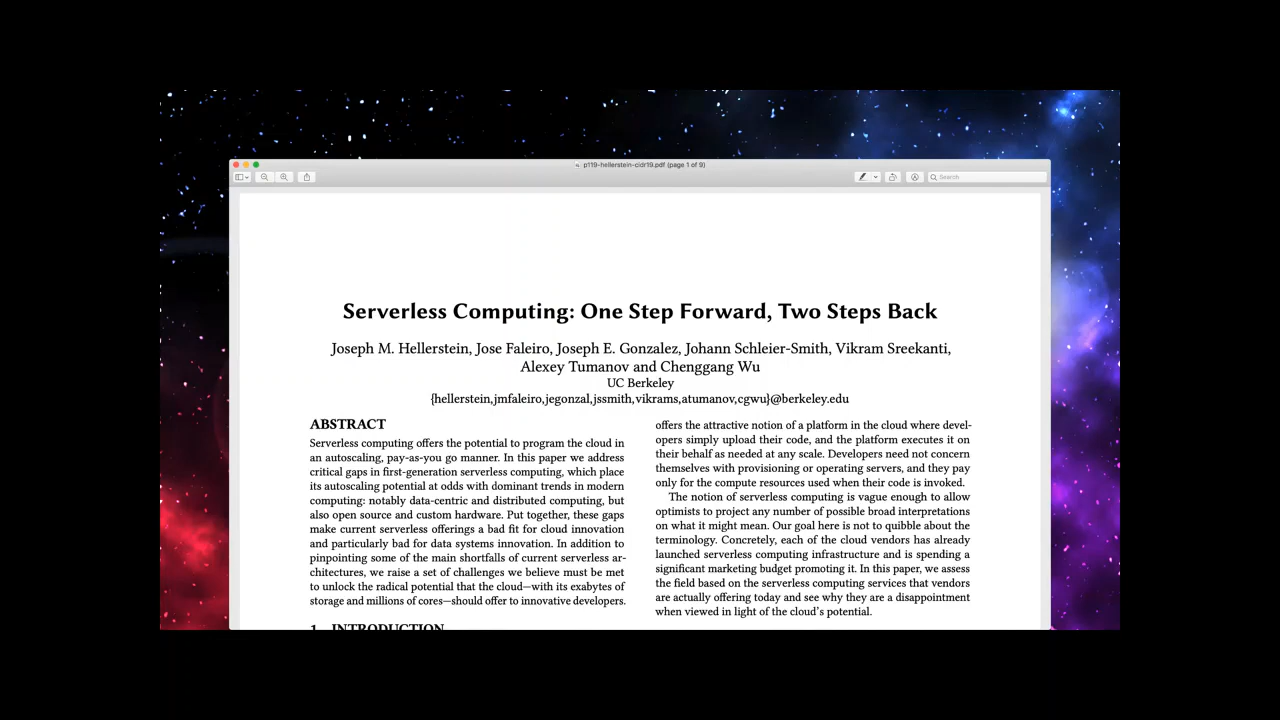 p119-hellerstein-cidr19.pdf (page 1 of 9)
Search
Serverless Computing: One Step Forward, Two Steps Back
Joseph M. Hellerstein, Jose Faleiro, Joseph E. Gonzalez, Johann Schleier-Smith, Vikram Sreekanti,
Alexey Tumanov and Chenggang Wu
UC Berkeley
{hellerstein,jmfaleiro,jegonzal,jssmith,vikrams,atumanov,cgwu}@berkeley.edu
ABSTRACT
Serverless computing offers the potential to program the cloud in
an autoscaling, pay-as-you go manner. In this paper we address
critical gaps in first-generation serverless computing, which place
its autoscaling potential at odds with dominant trends in modern
computing: notably data-centric and distributed computing, but
also open source and custom hardware. Put together, these gaps
make current serverless offerings a bad fit for cloud innovation
and particularly bad for data systems innovation. In addition to
pinpointing some of the main shortfalls of current serverless ar-
chitectures, we raise a set of challenges we believe must be met
to unlock the radical potential that the cloud—with its exabytes of
storage and millions of cores—should offer to innovative developers.
1 INTRODUCTION
offers the attractive notion of a platform in the cloud where devel-
opers simply upload their code, and the platform executes it on
their behalf as needed at any scale. Developers need not concern
themselves with provisioning or operating servers, and they pay
only for the compute resources used when their code is invoked.
The notion of serverless computing is vague enough to allow
optimists to project any number of possible broad interpretations
on what it might mean. Our goal here is not to quibble about the
terminology. Concretely, each of the cloud vendors has already
launched serverless computing infrastructure and is spending a
significant marketing budget promoting it. In this paper, we assess
the field based on the serverless computing services that vendors
are actually offering today and see why they are a disappointment
when viewed in light of the cloud's potential.